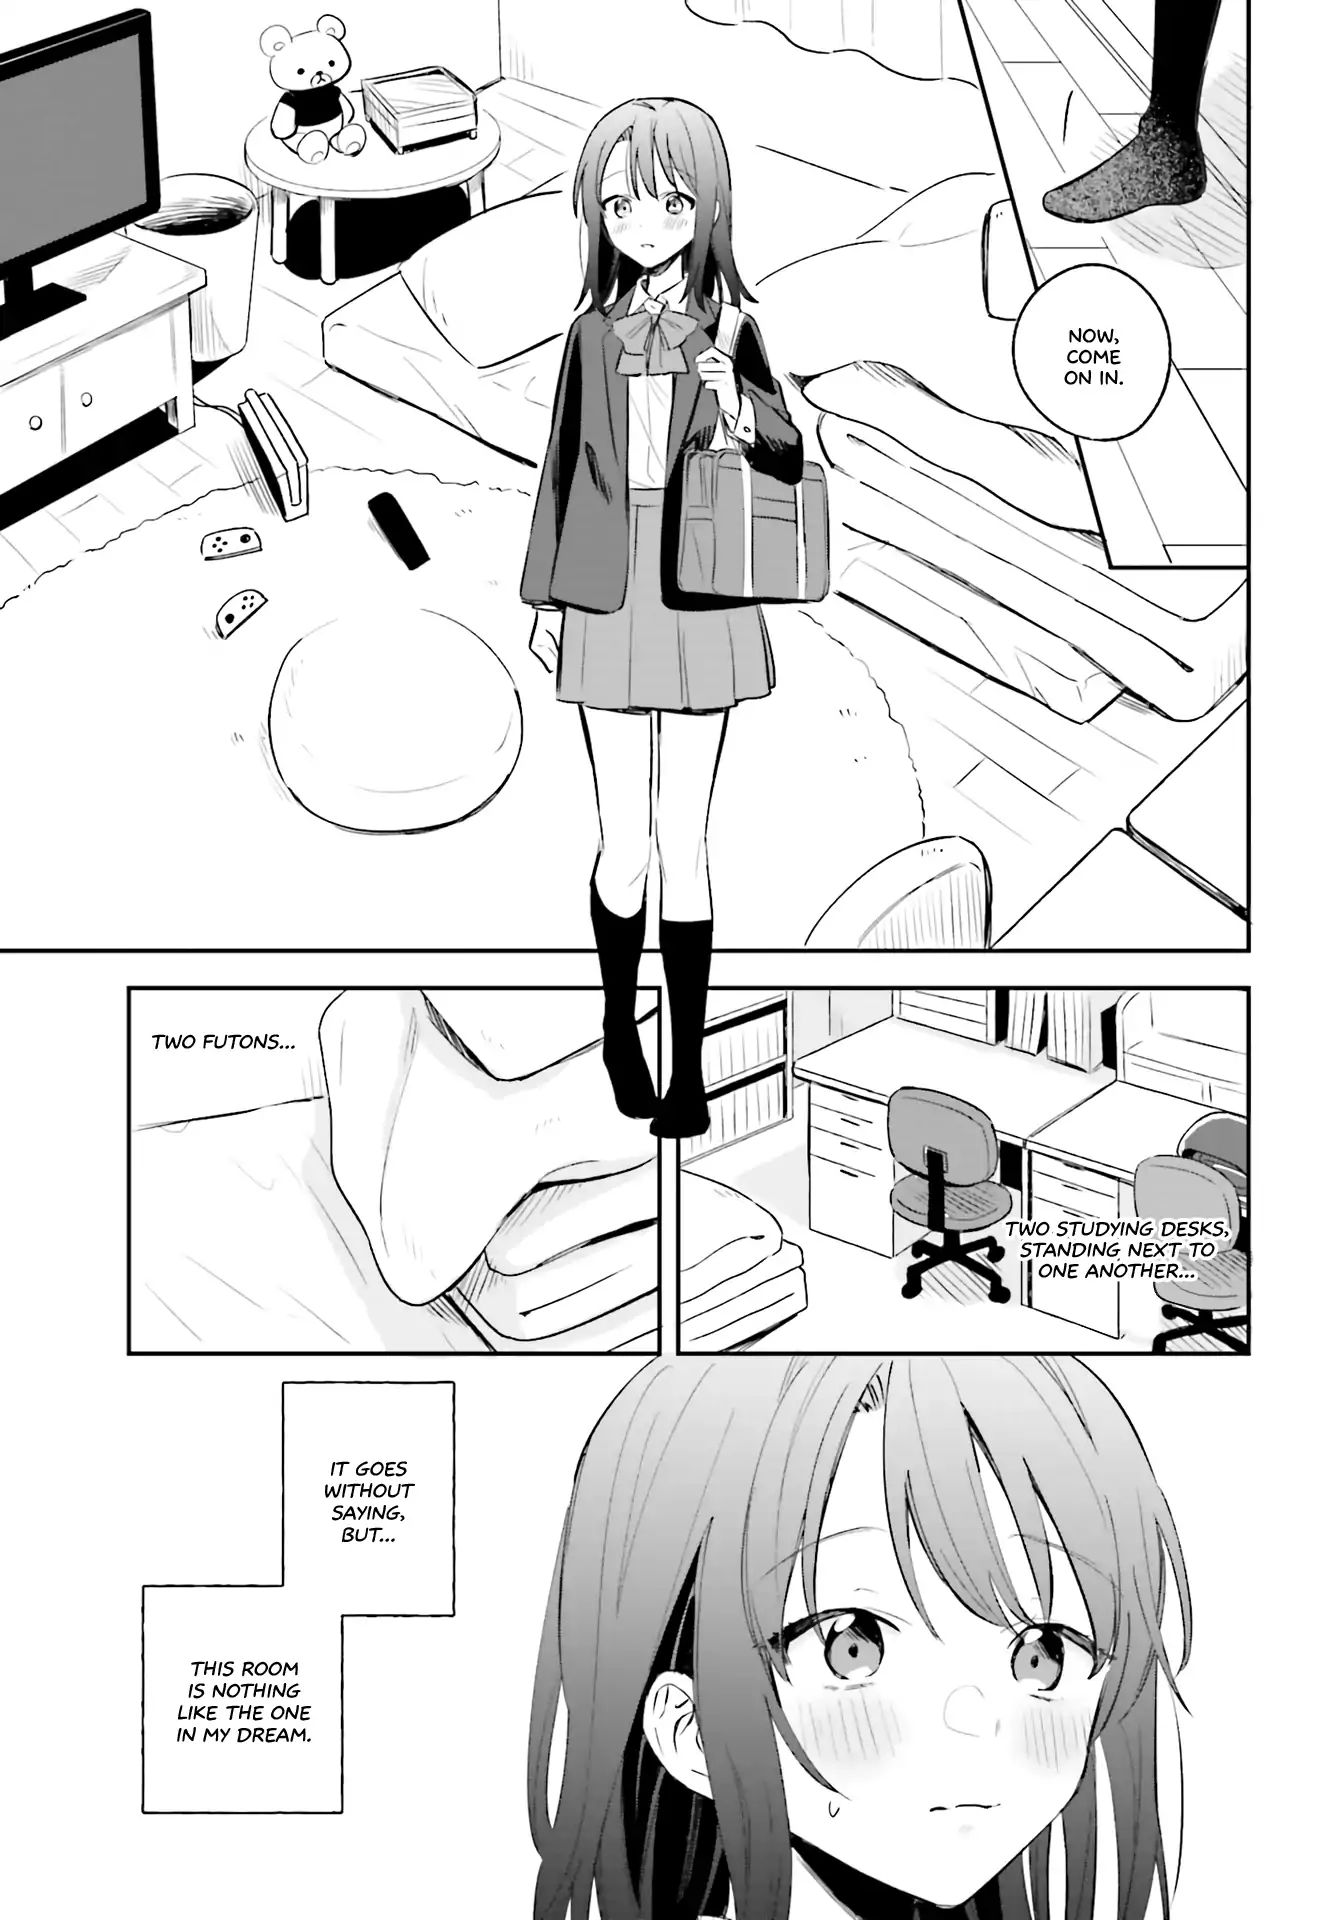 NOW,
COME
ON IN.
TWO STUDYING DESKS,
STANDING NEXT TO
ONE ANOTHER...
TWO FUTONS...
IT GOES
WITHOUT
SAYING,
BUT...
THIS ROOM
IS NOTHING
LIKE THE ONE
IN MY DREAM.